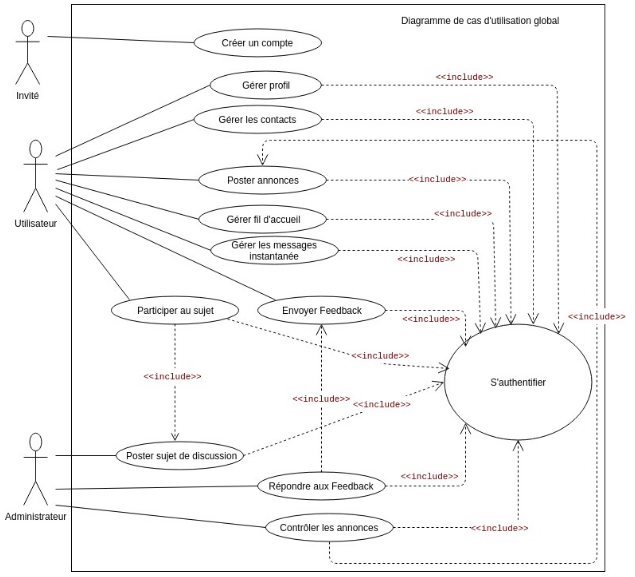 Diagramme de cas d'utilisation global
Créer un compte
Invité
Gérer profil
<<include>>
Gérer les contacts
<<include>>
Utilisateur
Poster annonces
<<include>>
Gérer fil d'accueil
<<include>>
Gérer les messages
instantanée
<<include>>
Participer au sujet
Envoyer Feedback
<<include>>
<<include>>
<<include>>
<<include>>
S'authentifier
<<include>>
<<include>>
Poster sujet de discussion
<<include>>
Répondre aux Feedback
Administrateur
Contrôler les annonces
<<include>>